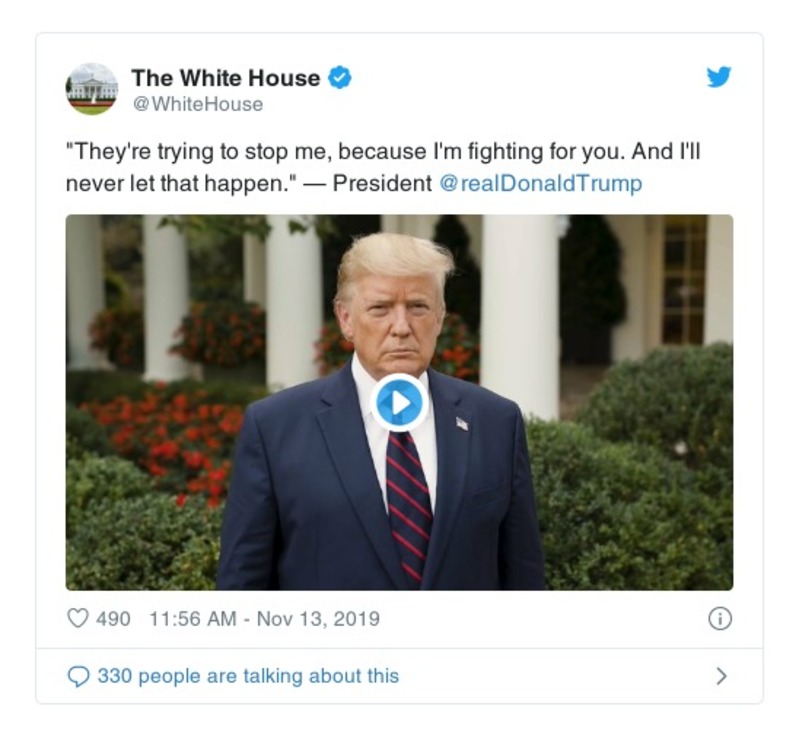 The White House
@WhiteHouse
"They're trying to stop me, because I'm fighting for you. And I'll
never let that happen." — President @realDonaldTrump
490 11:56 AM - Nov 13, 2019
330 people are talking about this